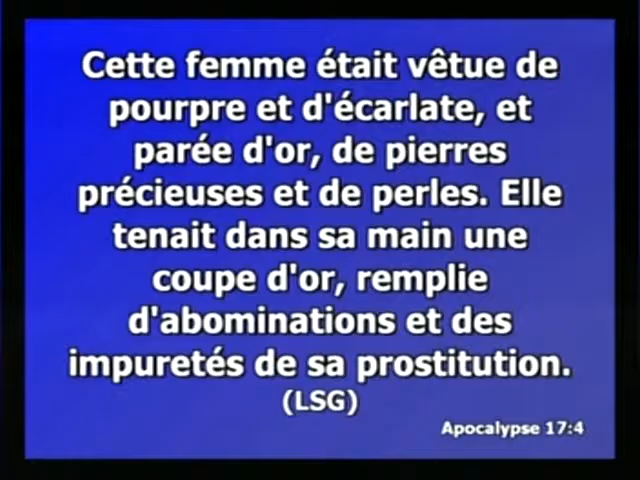 Cette femme était vêtue de
pourpre et d'écarlate, et
parée d'or, de pierres
précieuses et de perles. Elle
tenait dans sa main une
coupe d'or, remplie
d'abominations et des
impuretés de sa prostitution.
(LSG)
Apocalypse 17:4